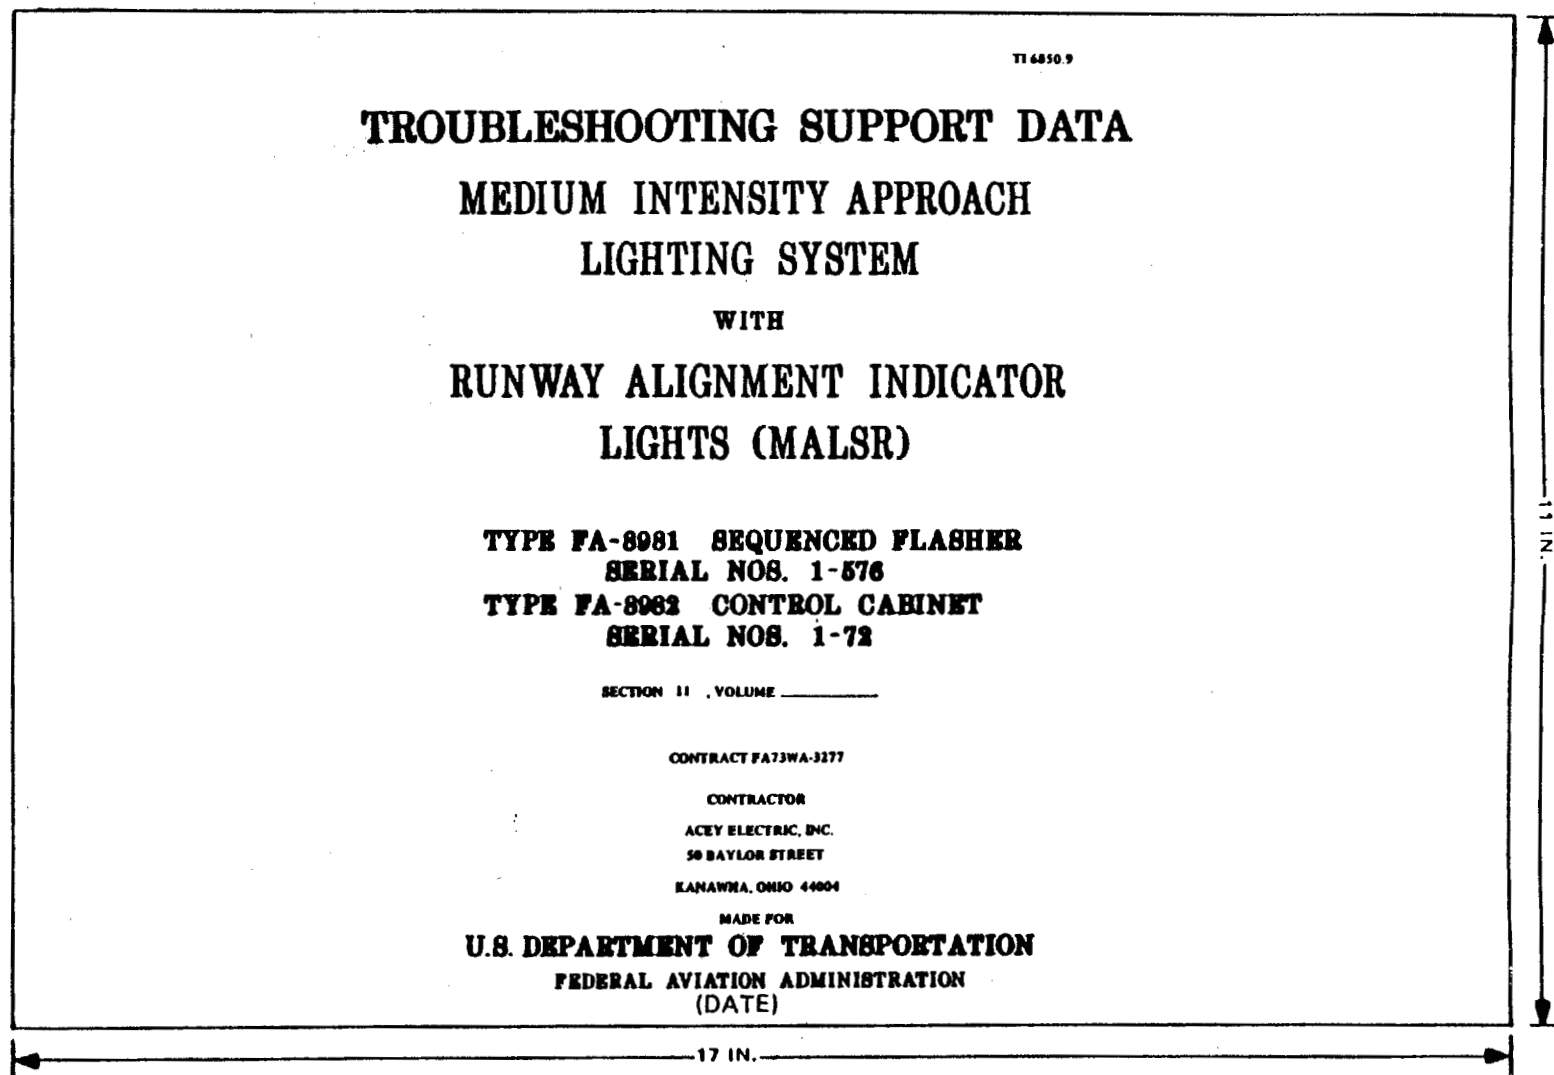 TI 6850.9
TROUBLESHOOTING SUPPORT DATA
MEDIUM INTENSITY APPROACH
LIGHTING SYSTEM
WITH
RUNWAY ALIGNMENT INDICATOR
LIGHTS (MALSR)
TYPE FA-8981 SEQUENCED FLASHER
SERIAL NOS. 1-576
TYPE FA-8982 CONTROL CABINET
SERIAL NOS. 1-72
SECTION II , VOLUME
CONTRACT FA73WA-3277
CONTRACTOR
ACEY ELECTRIC, INC.
50 BAYLOR STREET
KANAWHA, OHIO 44004
MADE FOR
U.S. DEPARTMENT OF TRANSPORTATION
FEDERAL AVIATION ADMINISTRATION
(DATE)
17 IN.
11 IN.